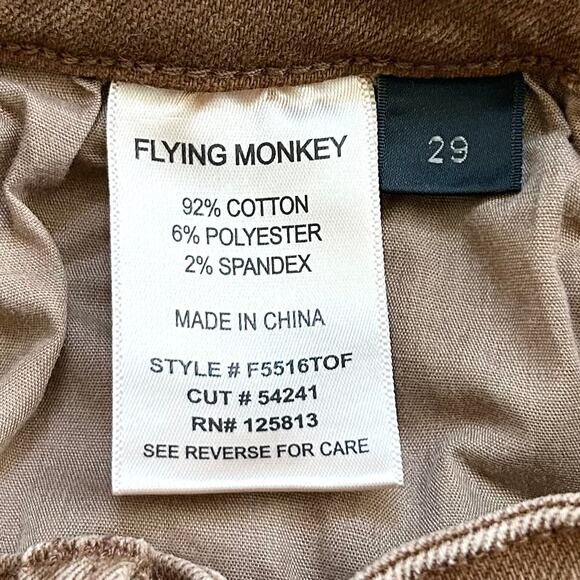 FLYING MONKEY
29
92% COTTON
6% POLYESTER
2% SPANDEX
MADE IN CHINA
STYLE # F5516TOF
CUT # 54241
RN# 125813
SEE REVERSE FOR CARE